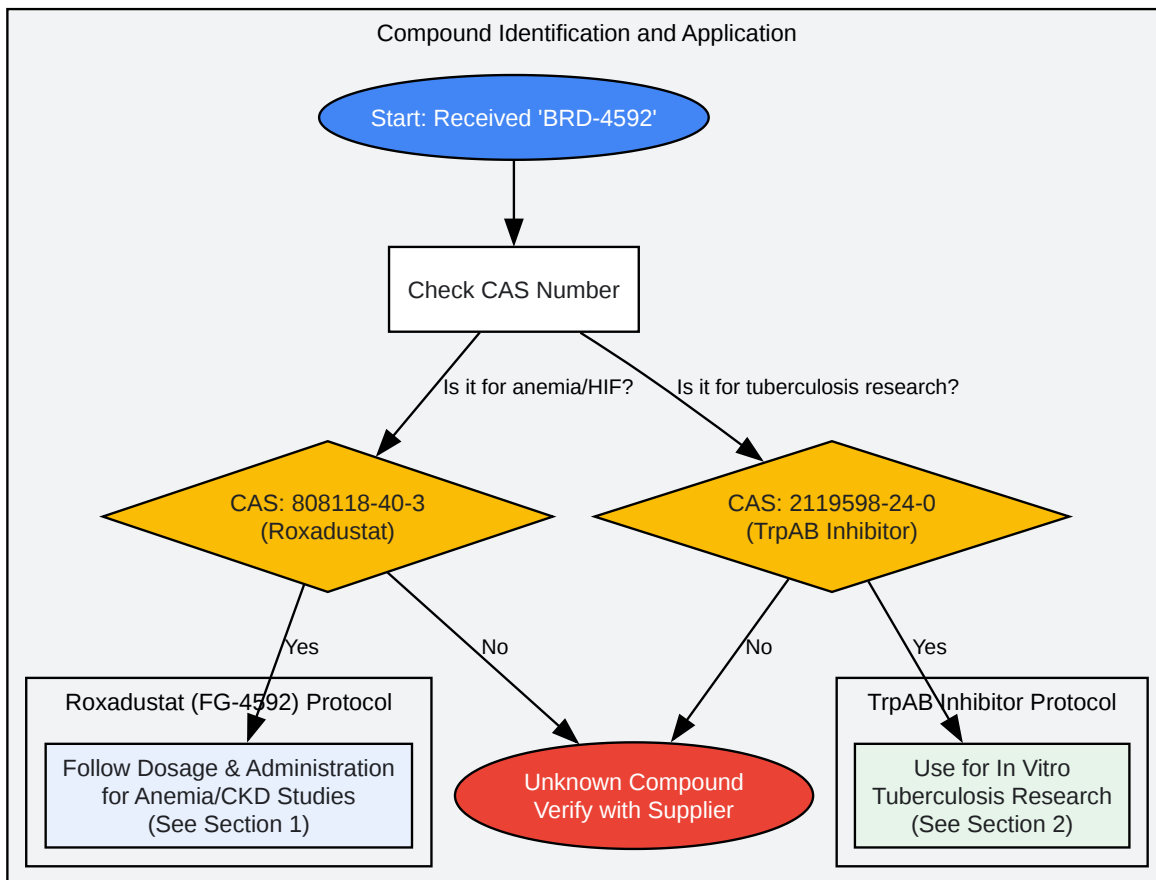 Compound Identification and Application
Start: Received 'BRD-4592'
Check CAS Number
Is it for anemia/HIF?
Is it for tuberculosis research?
CAS: 808118-40-3
(Roxadustat)
CAS: 2119598-24-0
(TrpAB Inhibitor)
Yes
No
No
Yes
Roxadustat (FG-4592) Protocol
Follow Dosage & Administration
for Anemia/CKD Studies
(See Section 1)
Unknown Compound
Verify with Supplier
TrpAB Inhibitor Protocol
Use for In Vitro
Tuberculosis Research
(See Section 2)